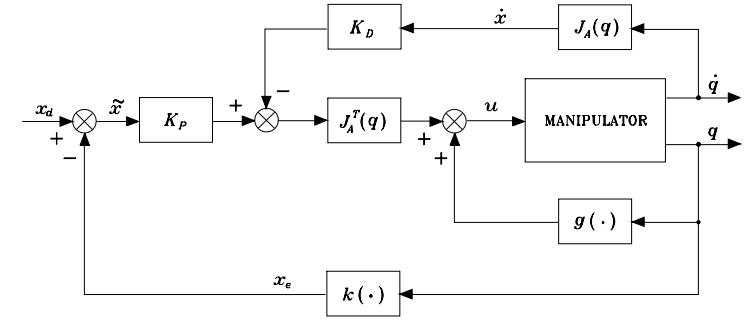 K_D
ẋ
J_A(q)
q̇
x_d
x̃
K_P
+
−
J_A^T(q)
u
MANIPULATOR
+
−
+
+
q
g(·)
x_e
k(·)